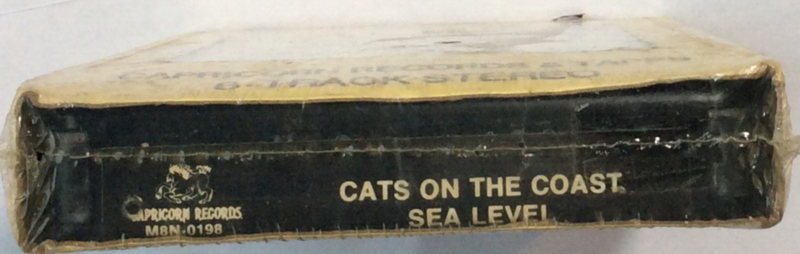 CAPRICORN RECORDS & TAPES
8-TRACK STEREO
CATS ON THE COAST
SEA LEVEL
CAPRICORN RECORDS.
M8N-0198